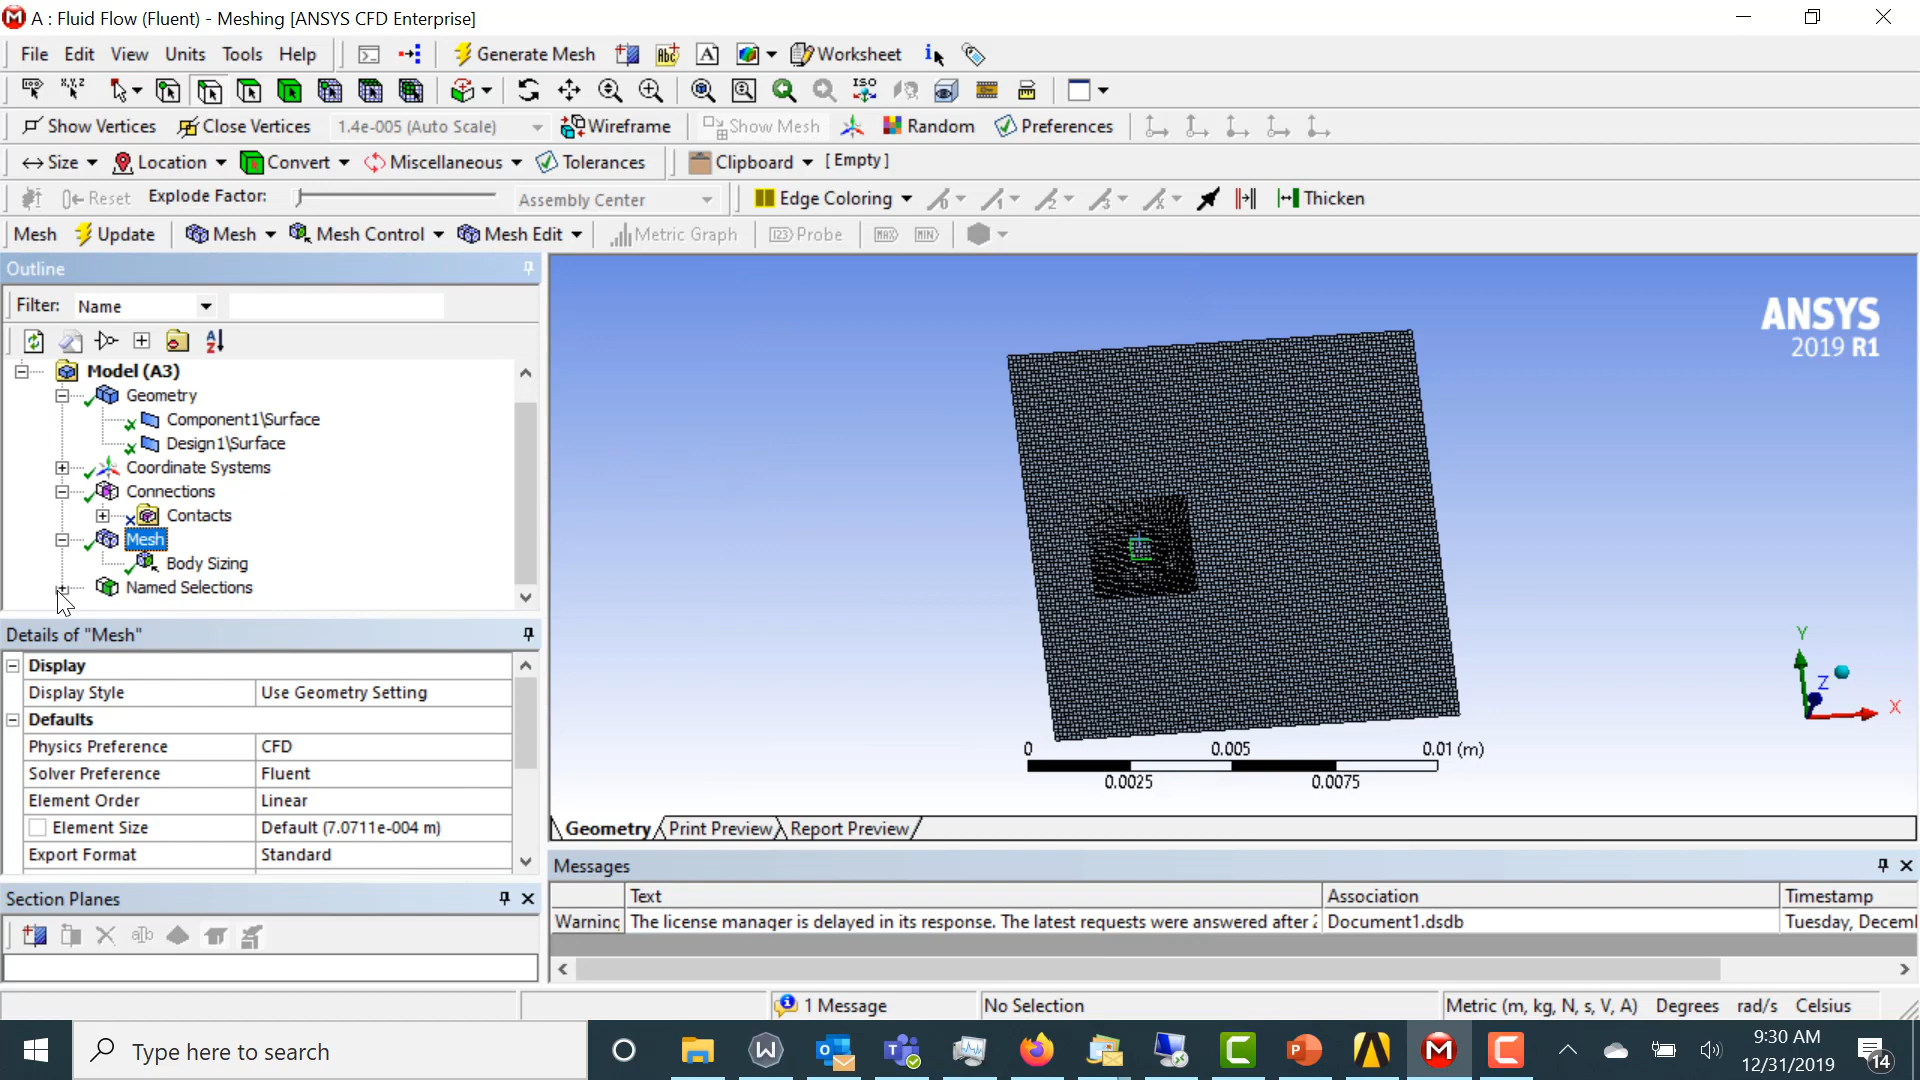 A : Fluid Flow (Fluent) - Meshing [ANSYS CFD Enterprise]
File Edit View Units Tools Help Generate Mesh Worksheet
Show Vertices Close Vertices 1.4e-005 (Auto Scale) Wireframe Show Mesh Random Preferences
Size Location Convert Miscellaneous Tolerances Clipboard [ Empty ]
Reset Explode Factor: Assembly Center Edge Coloring Thicken
Mesh Update Mesh Mesh Control Mesh Edit Metric Graph Probe
Outline
Filter: Name
Model (A3)
Geometry
Component1\Surface
Design1\Surface
Coordinate Systems
Connections
Contacts
Mesh
Body Sizing
Named Selections
Details of "Mesh"
Display
Display Style Use Geometry Setting
Defaults
Physics Preference CFD
Solver Preference Fluent
Element Order Linear
Element Size Default (7.0711e-004 m)
Export Format Standard
Section Planes
ANSYS
2019 R1
Y
Z
X
0 0.005 0.01 (m)
0.0025 0.0075
Geometry Print Preview Report Preview
Messages
Text Association Timestamp
Warning The license manager is delayed in its response. The latest requests were answered after Document1.dsdb Tuesday, Decem
1 Message No Selection Metric (m, kg, N, s, V, A) Degrees rad/s Celsius
Type here to search
9:30 AM
12/31/2019
14